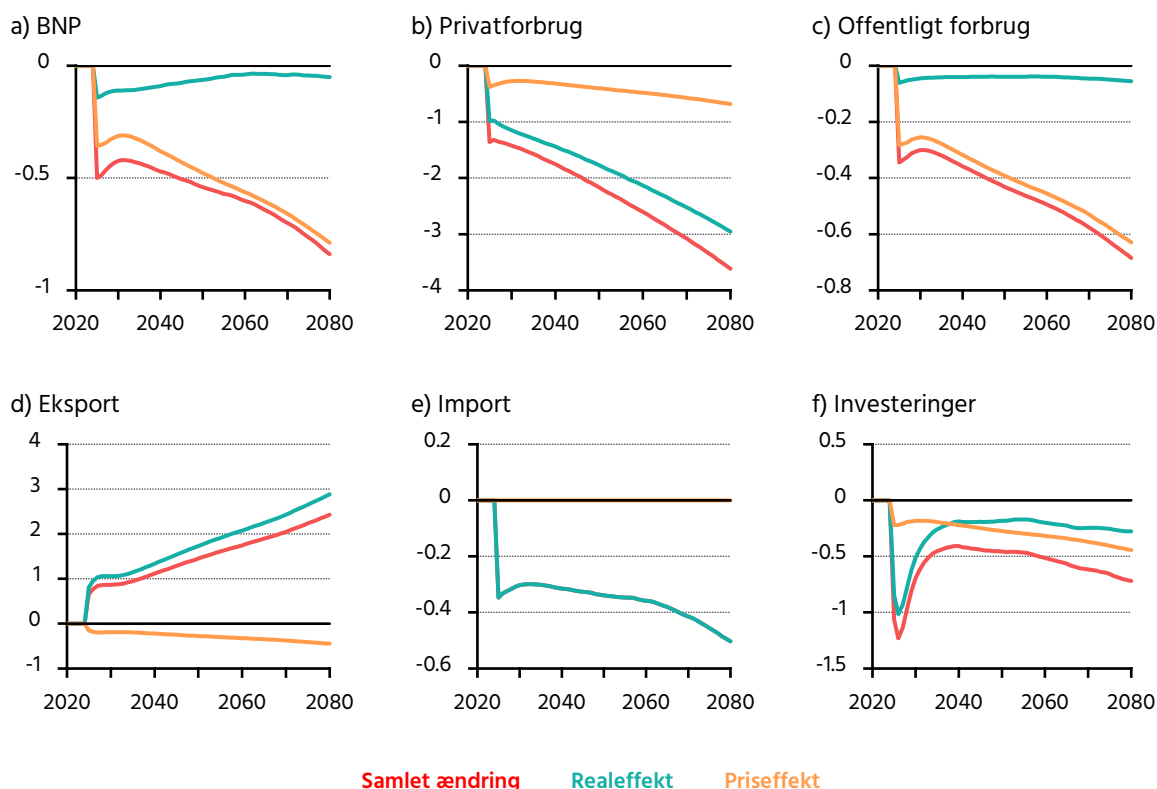 a) BNP
0
-0.5
-1
2020 2040 2060 2080
b) Privatforbrug
0
-1
-2
-3
-4
2020 2040 2060 2080
c) Offentligt forbrug
0
-0.2
-0.4
-0.6
0.8
2020 2040 2060 2080
d) Eksport
4
3
2
1
0
-1
2020 2040 2060 2080
e) Import
0.2
0
-0.2
-0.4
-0.6
2020 2040 2060 2080
f) Investeringer
0.5
0
-0.5
-1
-1.5
2020 2040 2060 2080
Samlet ændring Realeffekt Priseffekt